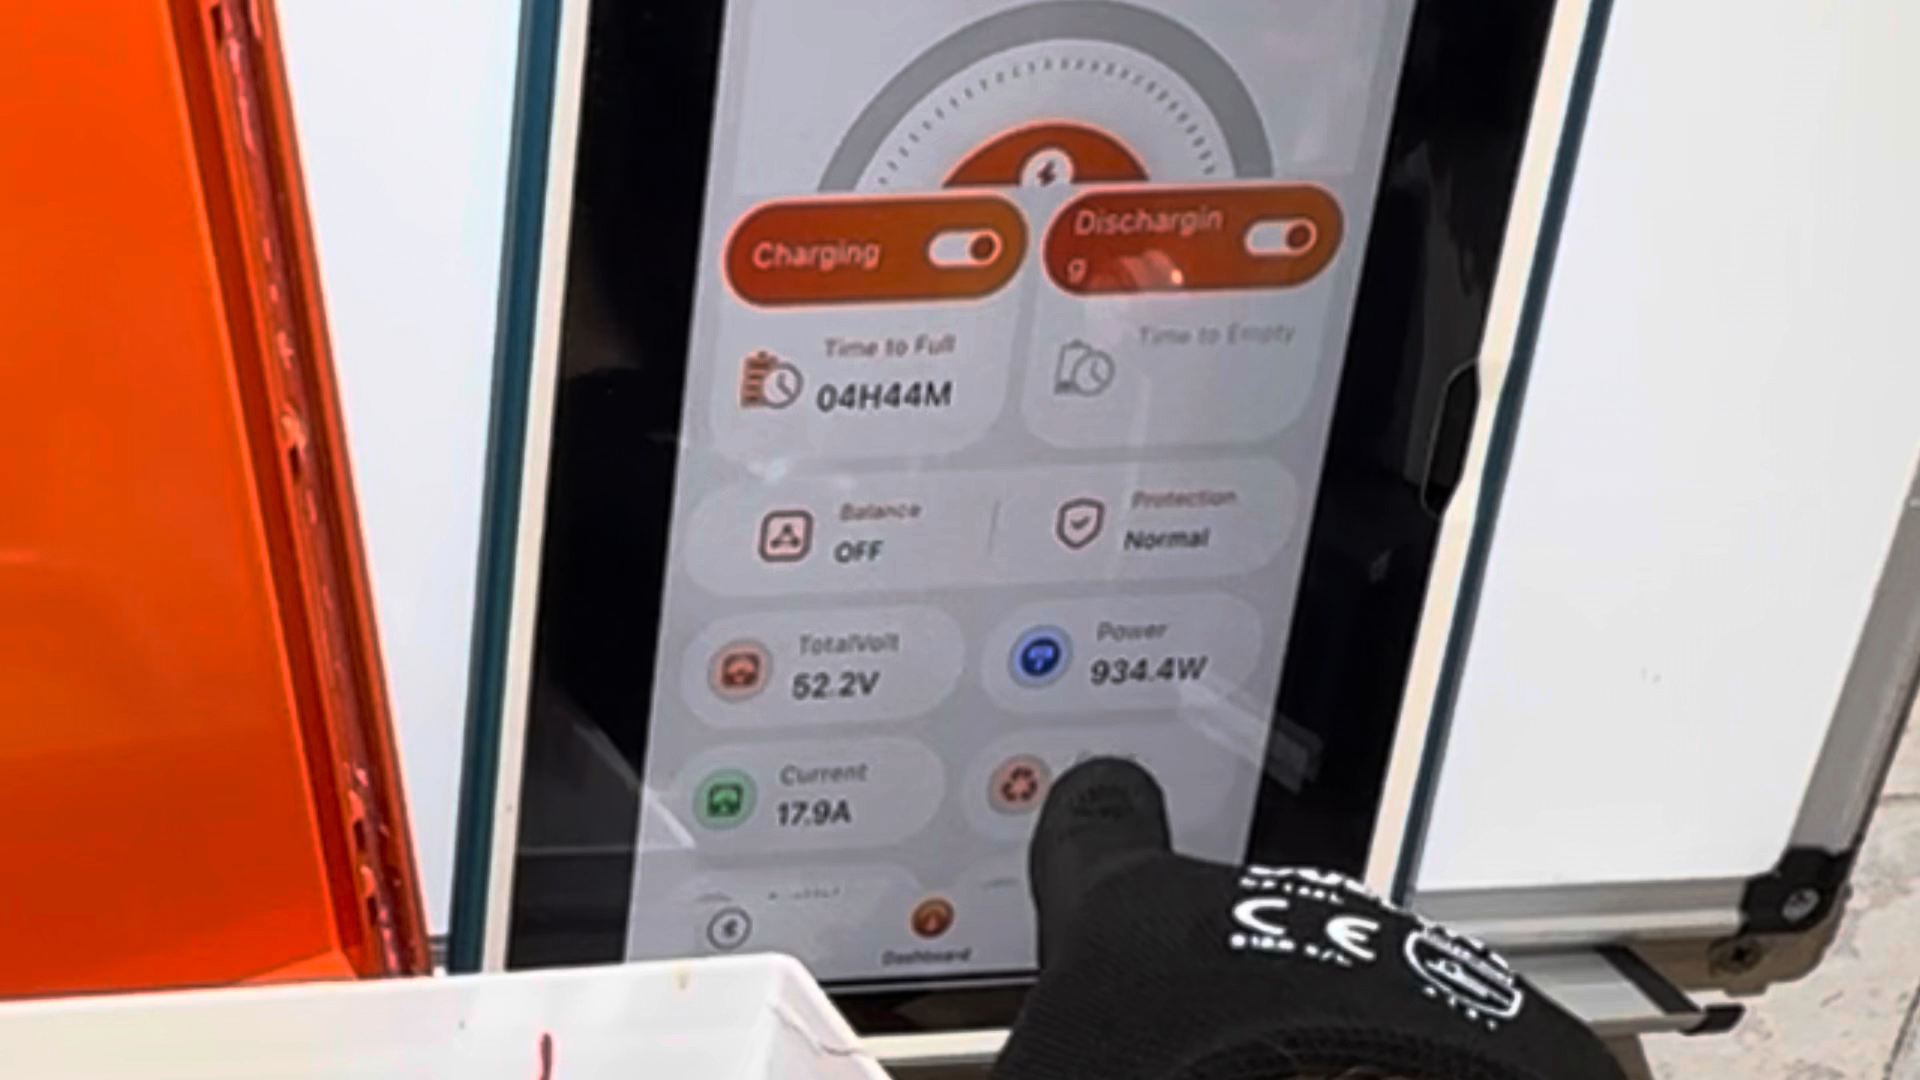 Charging
Dischargin
g
Time to Full
04H44M
Time to Empty
Balance
OFF
Protection
Normal
TotalVolt
52.2V
Power
934.4W
Current
17.9A
Dashboard
CE